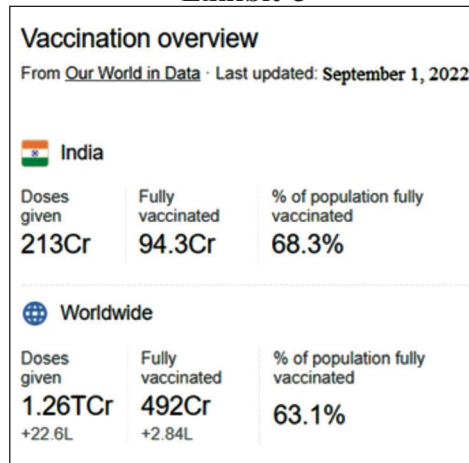 Vaccination overview
From Our World in Data · Last updated: September 1, 2022
India
Doses given
Fully vaccinated
% of population fully vaccinated
213Cr
94.3Cr
68.3%
Worldwide
Doses given
Fully vaccinated
% of population fully vaccinated
1.26TCr
492Cr
63.1%
+22.6L
+2.84L